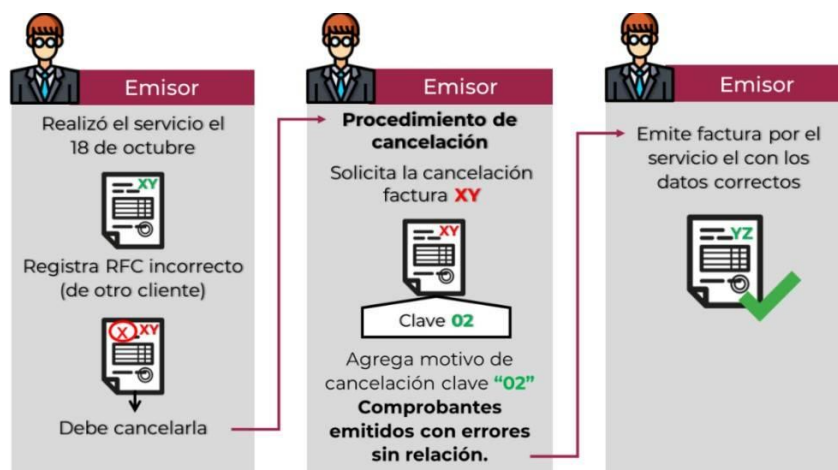 Emisor
Realizó el servicio el
18 de octubre
XY
Registra RFC incorrecto
(de otro cliente)
X XY
Debe cancelarla
Emisor
Procedimiento de
cancelación
Solicita la cancelación
factura XY
XY
Clave 02
Agrega motivo de
cancelación clave “02”
Comprobantes
emitidos con errores
sin relación.
Emisor
Emite factura por el
servicio el con los
datos correctos
YZ